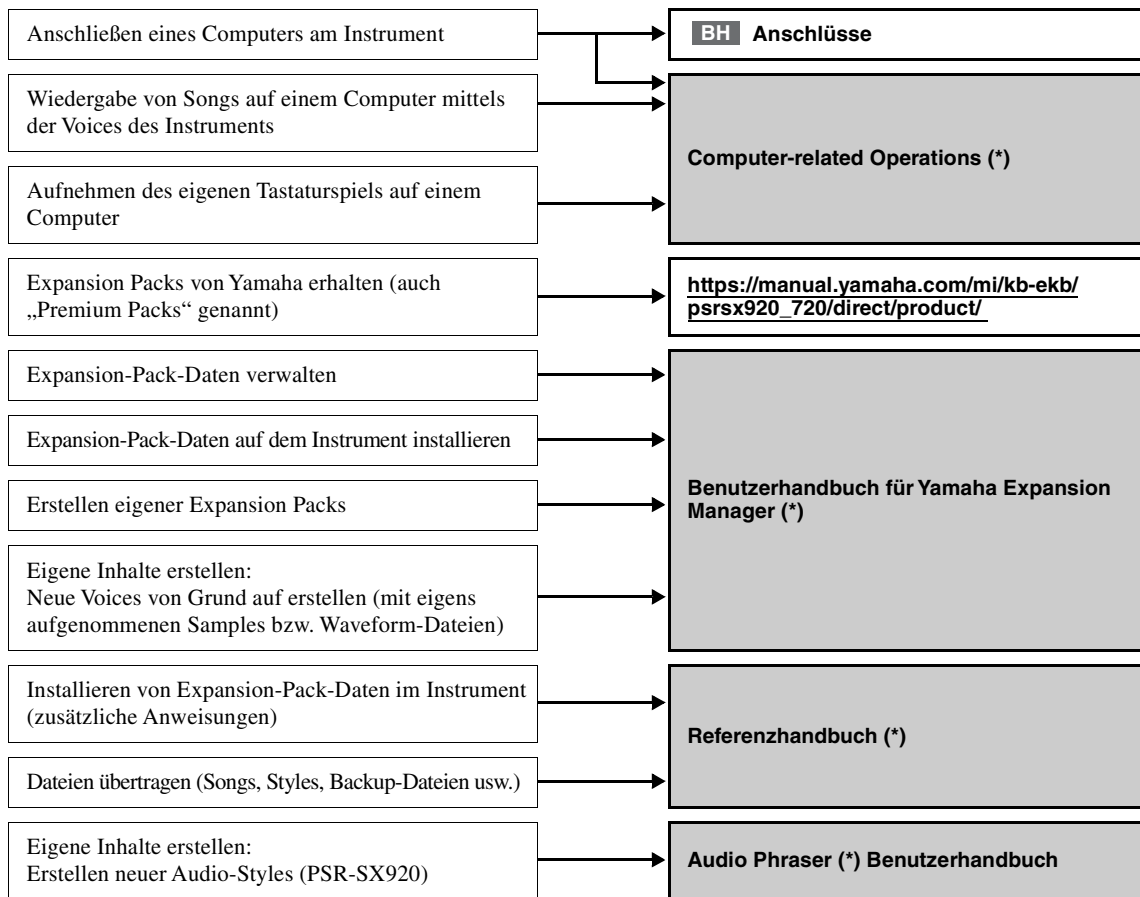 Anschließen eines Computers am Instrument
BH Anschlüsse
Wiedergabe von Songs auf einem Computer mittels
der Voices des Instruments
Computer-related Operations (*)
Aufnehmen des eigenen Tastaturspiels auf einem
Computer
Expansion Packs von Yamaha erhalten (auch
„Premium Packs“ genannt)
https://manual.yamaha.com/mi/kb-ekb/
psrsx920_720/direct/product/
Expansion-Pack-Daten verwalten
Expansion-Pack-Daten auf dem Instrument installieren
Erstellen eigener Expansion Packs
Benutzerhandbuch für Yamaha Expansion
Manager (*)
Eigene Inhalte erstellen:
Neue Voices von Grund auf erstellen (mit eigens
aufgenommenen Samples bzw. Waveform-Dateien)
Installieren von Expansion-Pack-Daten im Instrument
(zusätzliche Anweisungen)
Referenzhandbuch (*)
Dateien übertragen (Songs, Styles, Backup-Dateien usw.)
Eigene Inhalte erstellen:
Erstellen neuer Audio-Styles (PSR-SX920)
Audio Phraser (*) Benutzerhandbuch